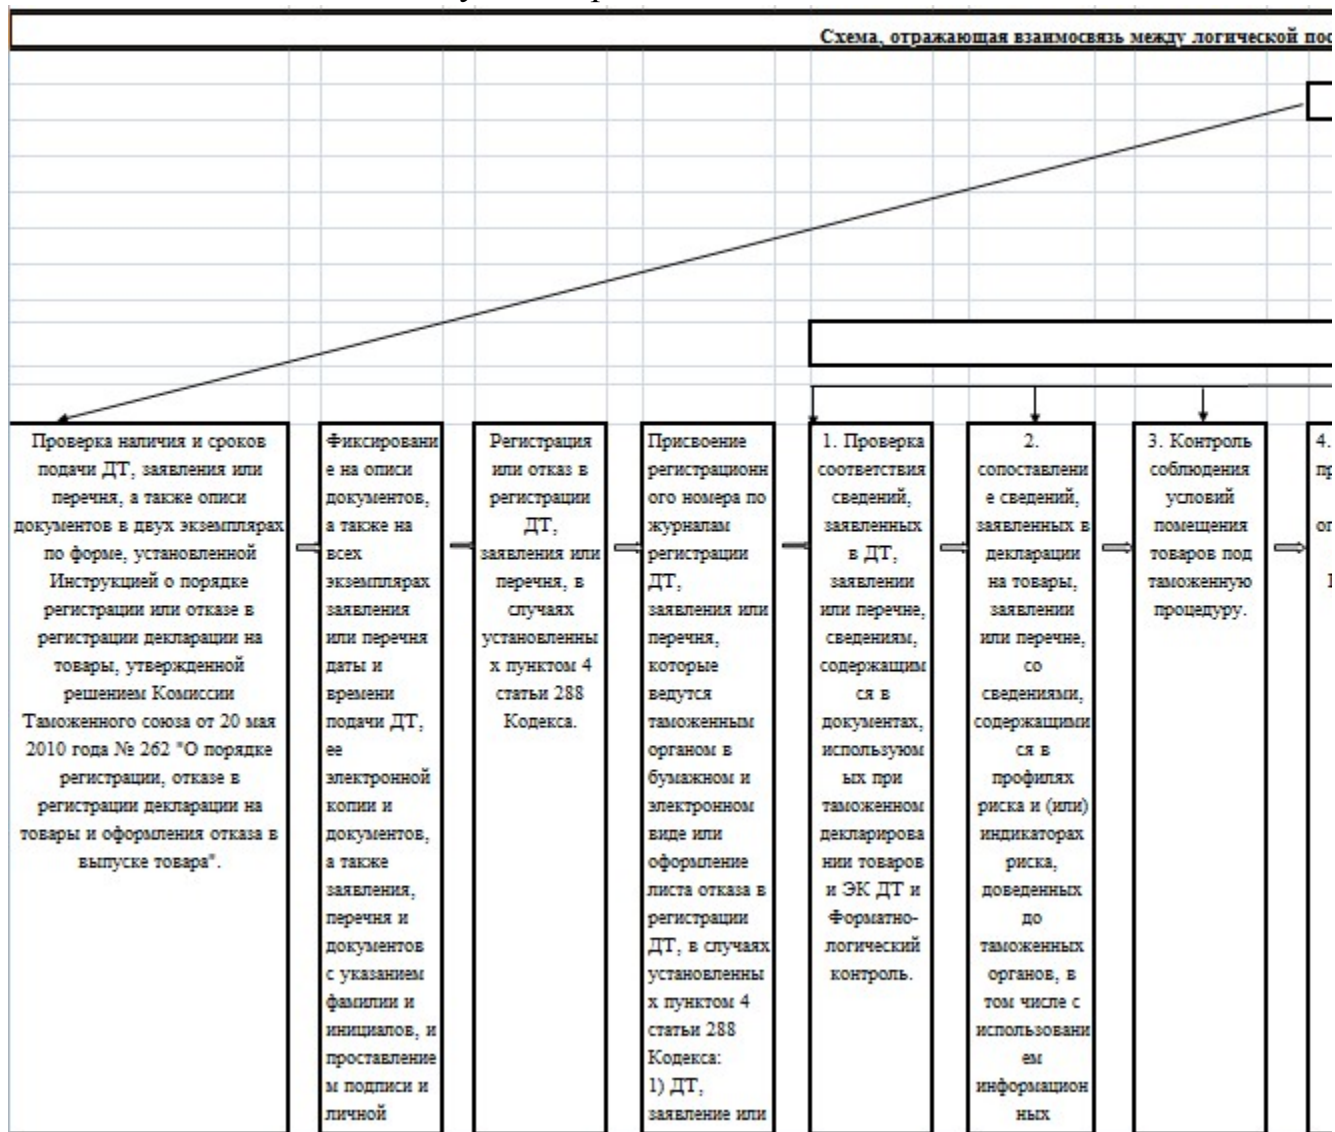 Схема, отражающая взаимосвязь между логической пос
Проверка наличия и сроков
подачи ДТ, заявления или
перечня, а также описи
документов в двух экземплярах
по форме, установленной
Инструкцией о порядке
регистрации или отказе в
регистрации декларации на
товары, утвержденной
решением Комиссии
Таможенного союза от 20 мая
2010 года № 262 "О порядке
регистрации, отказе в
регистрации декларации на
товары и оформления отказа в
выпуске товара".
Фиксировани
е на описи
документов,
а также на
всех
экземплярах
заявления
или перечня
даты и
времени
подачи ДТ,
ее
электронной
копии и
документов,
а также
заявления,
перечня и
документов
с указанием
фамилии и
инициалов, и
проставление
м подписи и
личной
Регистрация
или отказ в
регистрации
ДТ,
заявления или
перечня, в
случаях
установленны
х пунктом 4
статьи 288
Кодекса.
Присвоение
регистрационн
ого номера по
журналам
регистрации
ДТ,
заявления или
перечня,
которые
ведутся
таможенным
органом в
бумажном и
электронном
виде или
оформление
листа отказа в
регистрации
ДТ, в случаях
установленны
х пунктом 4
статьи 288
Кодекса:
1) ДТ,
заявление или
1. Проверка
соответствия
сведений,
заявленных
в ДТ,
заявлении
или перечне,
сведениям,
содержащим
ся в
документах,
используюм
ых при
таможенном
декларирова
нии товаров
и ЭК ДТ и
Форматно-
логический
контроль.
2.
сопоставлени
е сведений,
заявленных в
декларации
на товары,
заявлении
или перечне,
со
сведениями,
содержащими
ся в
профилях
риска и (или)
индикаторах
риска,
доведенных
до
таможенных
органов, в
том числе с
использовани
ем
информацион
ных
3. Контроль
соблюдения
условий
помещения
товаров под
таможенную
процедуру.
4.
пр
оп